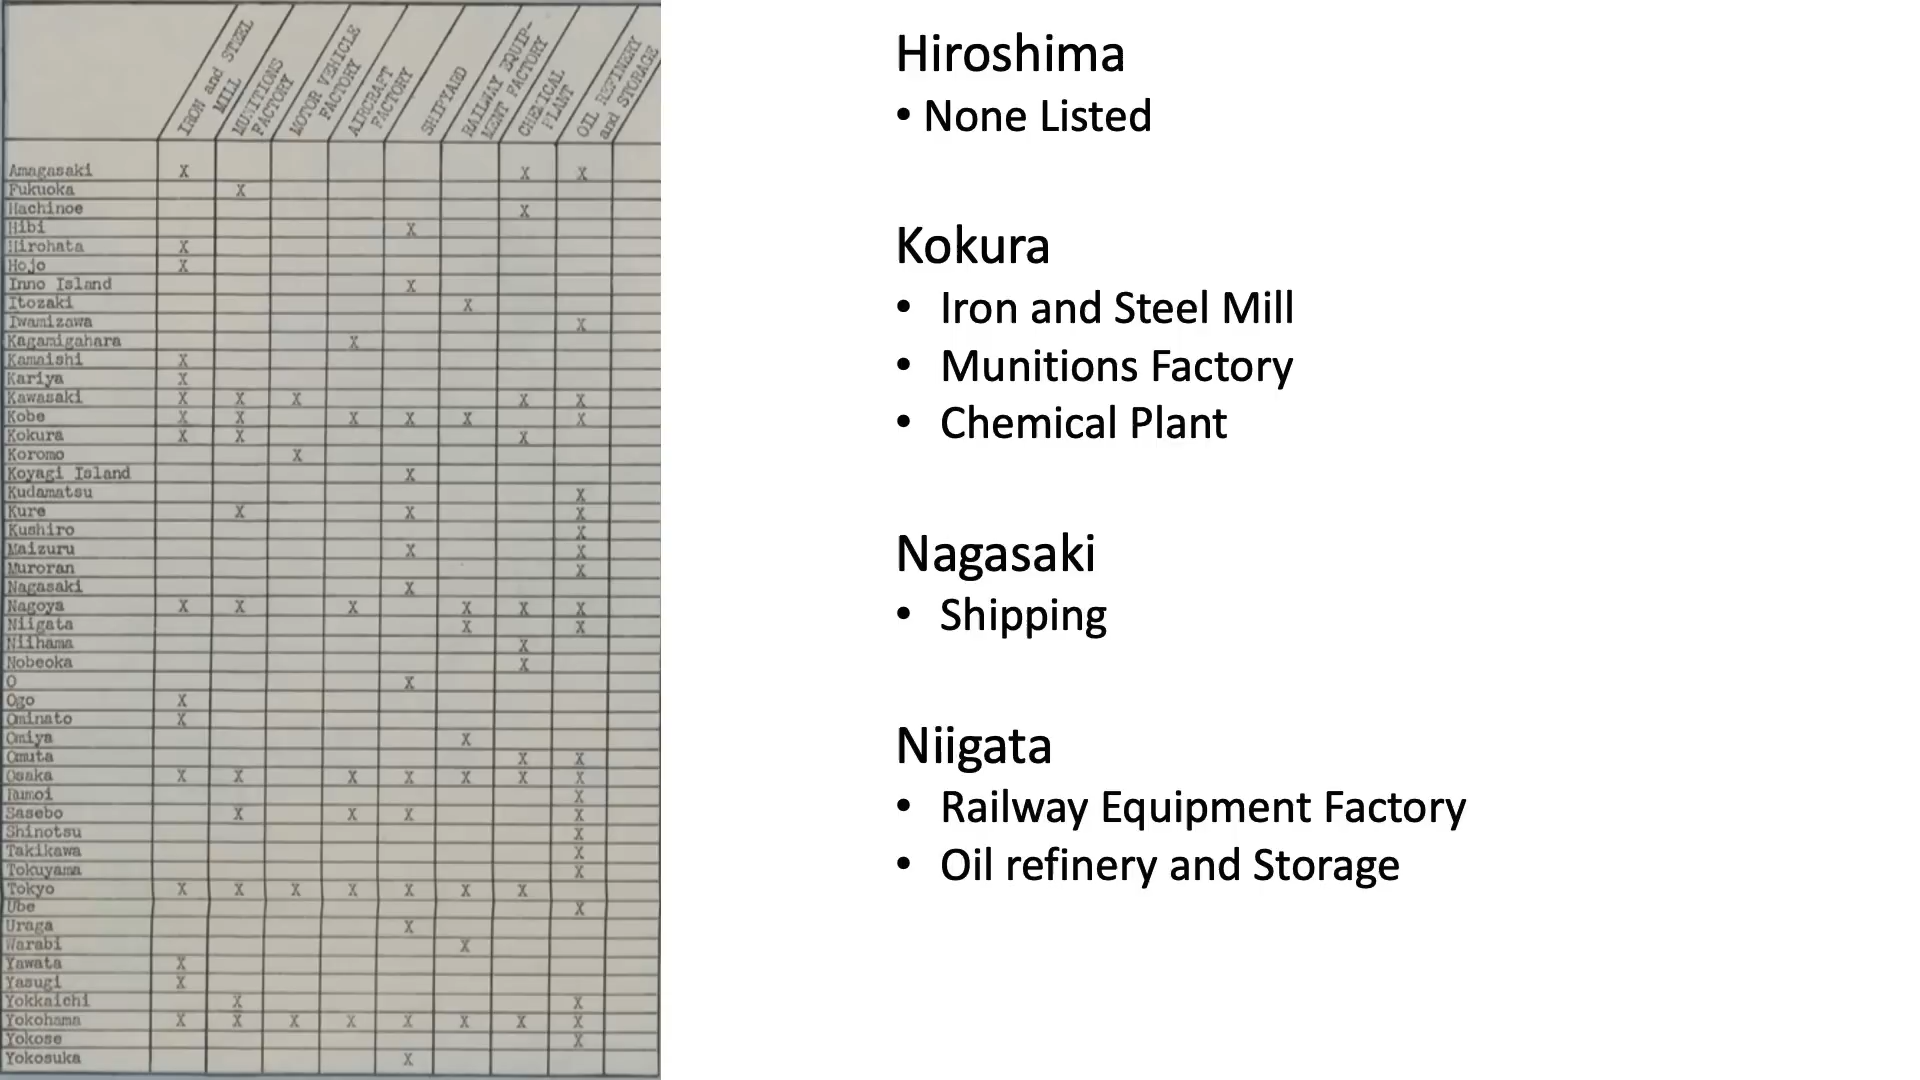 IRON and STEEL
MILL
MUNITIONS
FACTORY
MOTOR VEHICLE
FACTORY
AIRCRAFT
FACTORY
SHIPYARD
RAILWAY EQUIP-
MENT FACTORY
CHEMICAL
PLANT
OIL REFINERY
and STORAGE
Amagasaki X X X
Fukuoka X
Hachinoe X
Hibi X
Hirohata X
Hojo X
Inno Island X
Itozaki X
Iwamizawa X
Kagamigahara X
Kamaishi X
Kariya X
Kawasaki X X X X X
Kobe X X X X X X
Kokura X X X
Koromo X
Koyagi Island X
Kudamatsu X
Kure X X X
Kushiro X
Maizuru X X
Muroran X
Nagasaki X
Nagoya X X X X X X
Niigata X X
Niihama X
Nobeoka X
O X
Ogo X
Ominato X
Omiya X
Omuta X X
Osaka X X X X X X X
X
Sasebo X X X X
Shinotsu X
Takikawa X
Tokuyama X
Tokyo X X X X X X X
Ube X
Uraga X
Warabi X
Yawata X
Yasugi X
Yokkaichi X X
Yokohama X X X X X X X X
Yokose X
Yokosuka X
Hiroshima
• None Listed
Kokura
• Iron and Steel Mill
• Munitions Factory
• Chemical Plant
Nagasaki
• Shipping
Niigata
• Railway Equipment Factory
• Oil refinery and Storage